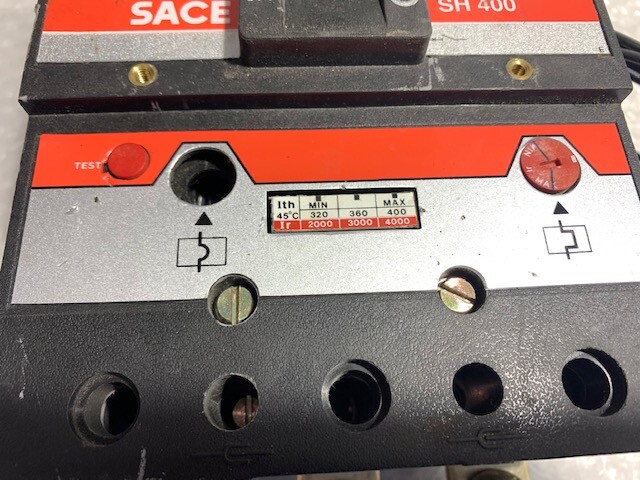 SACE
SH 400
E
TEST
Ith MIN MAX
45°C 320 360 400
Ir 2000 3000 4000